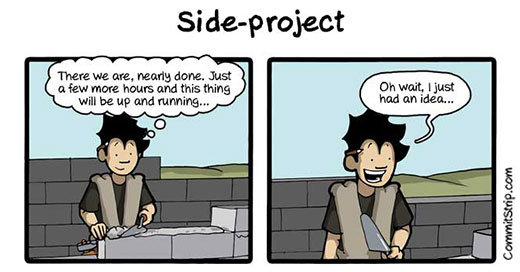 Side-project
There we are, nearly done. Just
a few more hours and this thing
will be up and running...
Oh wait, I just
had an idea...
CommitStrip.com